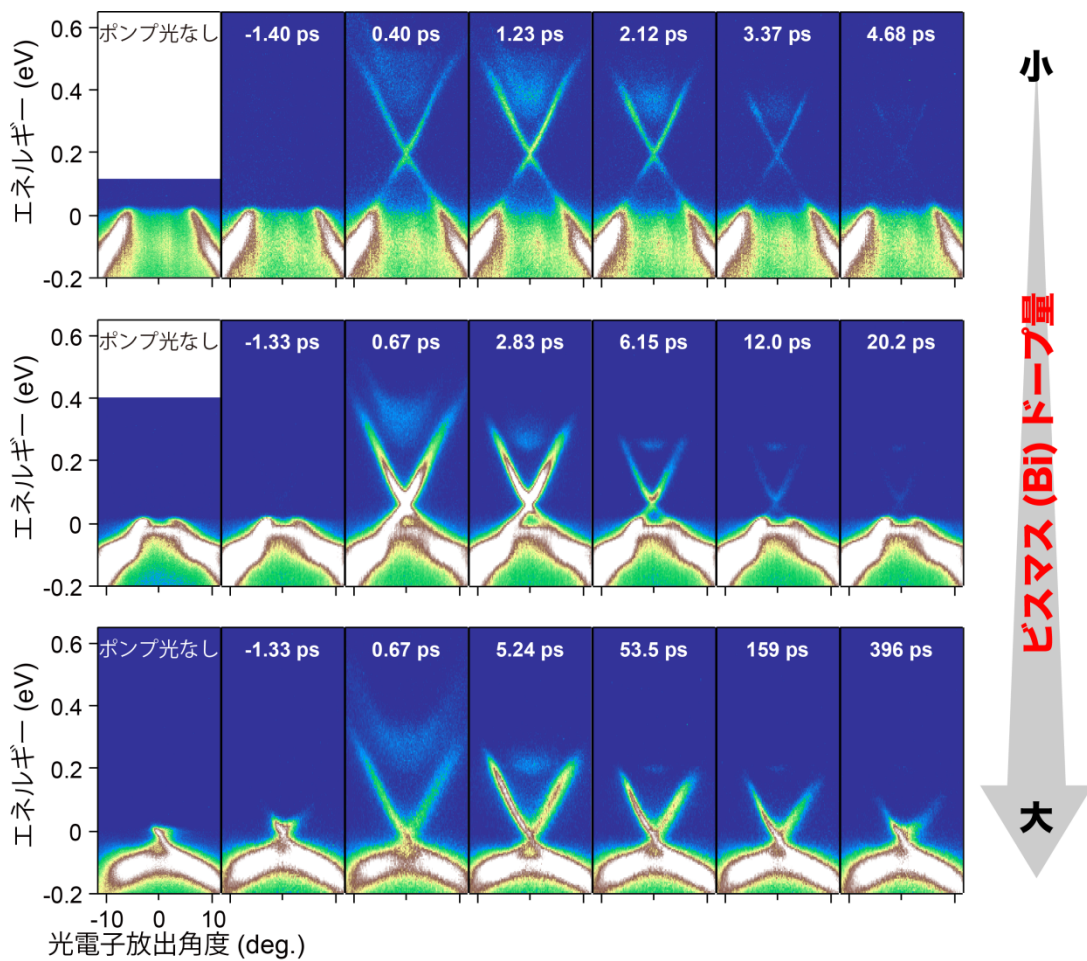 ポンプ光なし -1.40 ps 0.40 ps 1.23 ps 2.12 ps 3.37 ps 4.68 ps
エネルギー (eV)
0.6
0.4
0.2
0
-0.2
ポンプ光なし -1.33 ps 0.67 ps 2.83 ps 6.15 ps 12.0 ps 20.2 ps
エネルギー (eV)
0.6
0.4
0.2
0
-0.2
ポンプ光なし -1.33 ps 0.67 ps 5.24 ps 53.5 ps 159 ps 396 ps
エネルギー (eV)
0.6
0.4
0.2
0
-0.2
-10 0 10
光電子放出角度 (deg.)
小
ビスマス (Bi) ドープ量
大